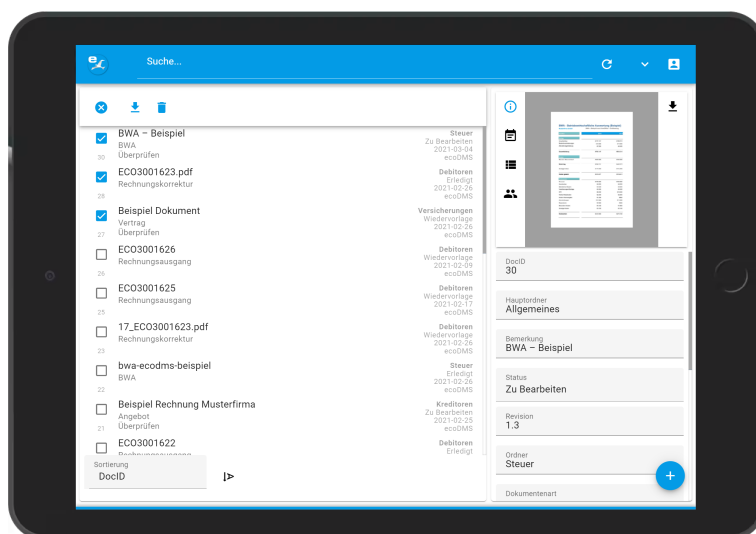 Suche...
BWA – Beispiel
BWA
Überprüfen
30
Steuer
Zu Bearbeiten
2021-03-04
ecoDMS
ECO3001623.pdf
Rechnungskorrektur
28
Debitoren
Erledigt
2021-02-26
ecoDMS
Beispiel Dokument
Vertrag
Überprüfen
27
Versicherungen
Wiedervorlage
2021-02-26
ecoDMS
ECO3001626
Rechnungsausgang
26
Debitoren
Wiedervorlage
2021-02-09
ecoDMS
ECO3001625
Rechnungsausgang
25
Debitoren
Wiedervorlage
2021-02-17
ecoDMS
17_ECO3001623.pdf
Rechnungskorrektur
23
Debitoren
Wiedervorlage
2021-02-26
ecoDMS
bwa-ecodms-beispiel
BWA
22
Steuer
Erledigt
2021-02-26
ecoDMS
Beispiel Rechnung Musterfirma
Angebot
Überprüfen
21
Kreditoren
Zu Bearbeiten
2021-02-25
ecoDMS
ECO3001622
Rechnungsausgang
Debitoren
Erledigt
Sortierung
DocID
DocID
30
Hauptordner
Allgemeines
Bemerkung
BWA – Beispiel
Status
Zu Bearbeiten
Revision
1.3
Ordner
Steuer
Dokumentenart